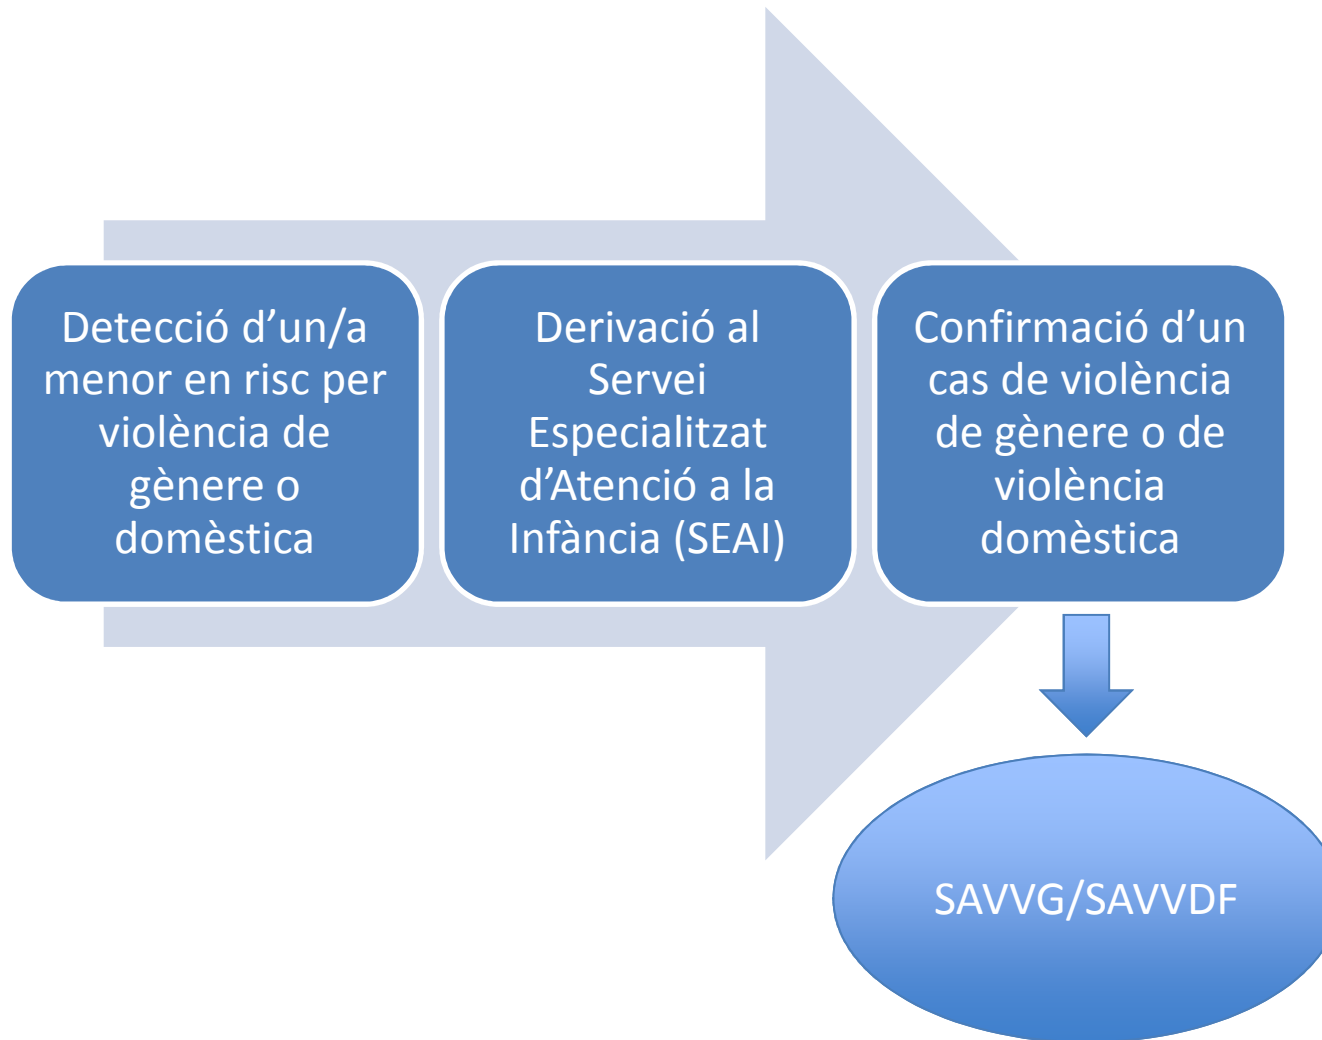 Detecció d’un/a
menor en risc per
violència de
gènere o
domèstica
Derivació al
Servei
Especialitzat
d’Atenció a la
Infància (SEAI)
Confirmació d’un
cas de violència
de gènere o de
violència
domèstica
SAVVG/SAVVDF